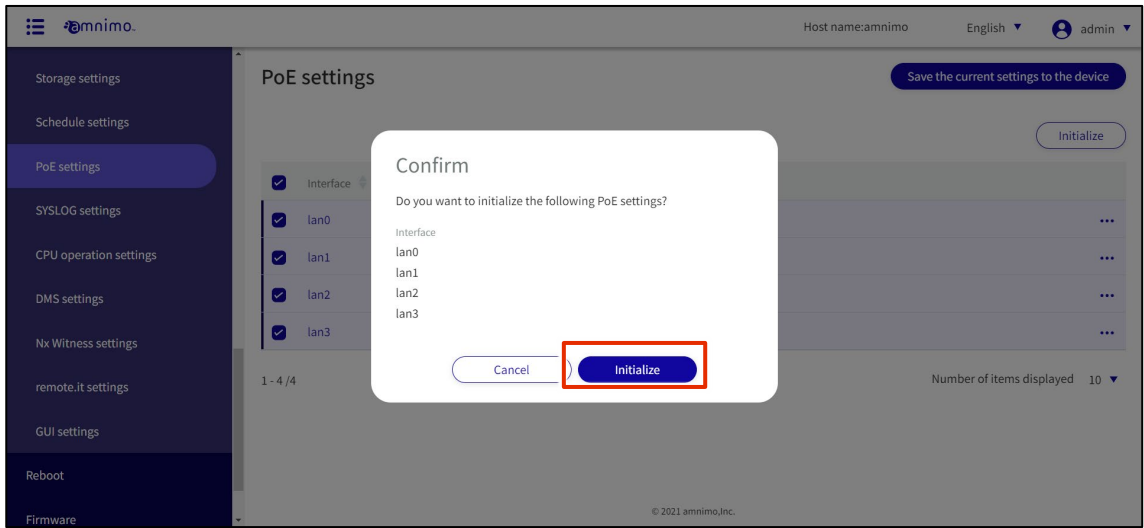 amnimo
Host name:amnimo
English
admin
Storage settings
Schedule settings
PoE settings
SYSLOG settings
CPU operation settings
DMS settings
Nx Witness settings
remote.it settings
GUI settings
Reboot
Firmware
PoE settings
Save the current settings to the device
Initialize
Interface
lan0
lan1
lan2
lan3
1 - 4 /4
Number of items displayed 10
Confirm
Do you want to initialize the following PoE settings?
Interface
lan0
lan1
lan2
lan3
Cancel
Initialize
© 2021 amnimo,Inc.